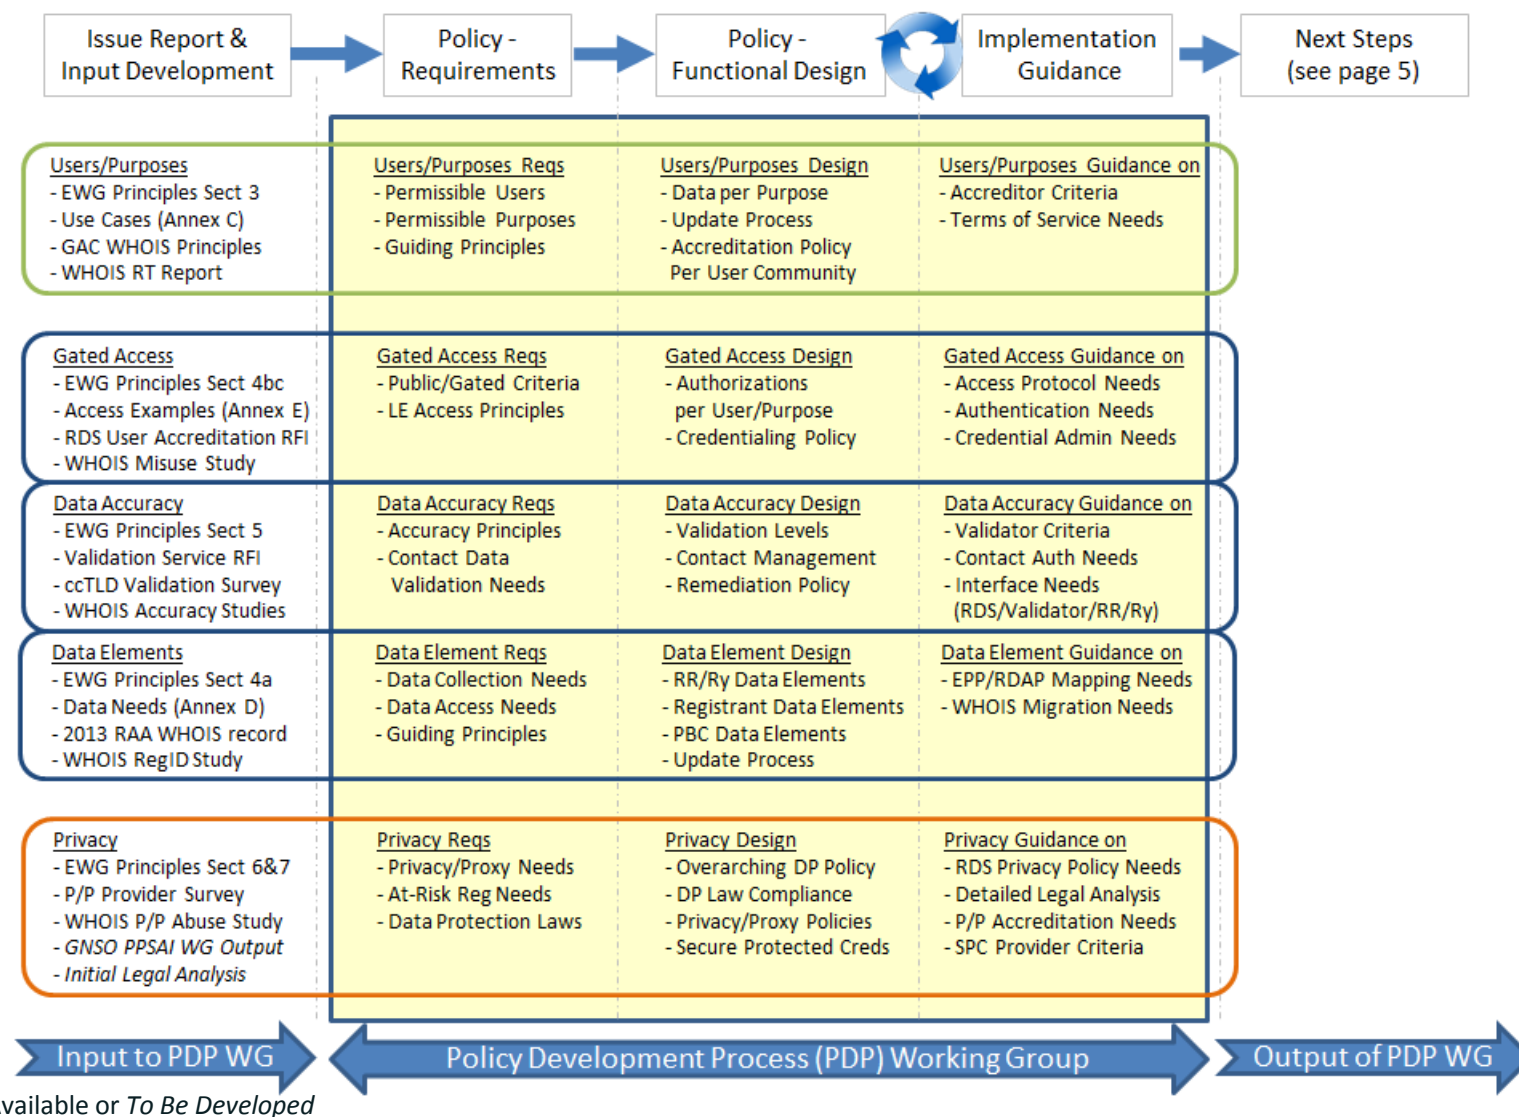 Issue Report &
Input Development
Policy -
Requirements
Policy -
Functional Design
Implementation
Guidance
Next Steps
(see page 5)
Users/Purposes
- EWG Principles Sect 3
- Use Cases (Annex C)
- GAC WHOIS Principles
- WHOIS RT Report
Users/Purposes Reqs
- Permissible Users
- Permissible Purposes
- Guiding Principles
Users/Purposes Design
- Data per Purpose
- Update Process
- Accreditation Policy
Per User Community
Users/Purposes Guidance on
- Accreditor Criteria
- Terms of Service Needs
Gated Access
- EWG Principles Sect 4bc
- Access Examples (Annex E)
- RDS User Accreditation RFI
- WHOIS Misuse Study
Gated Access Reqs
- Public/Gated Criteria
- LE Access Principles
Gated Access Design
- Authorizations
per User/Purpose
- Credentialing Policy
Gated Access Guidance on
- Access Protocol Needs
- Authentication Needs
- Credential Admin Needs
Data Accuracy
- EWG Principles Sect 5
- Validation Service RFI
- ccTLD Validation Survey
- WHOIS Accuracy Studies
Data Accuracy Reqs
- Accuracy Principles
- Contact Data
Validation Needs
Data Accuracy Design
- Validation Levels
- Contact Management
- Remediation Policy
Data Accuracy Guidance on
- Validator Criteria
- Contact Auth Needs
- Interface Needs
(RDS/Validator/RR/Ry)
Data Elements
- EWG Principles Sect 4a
- Data Needs (Annex D)
- 2013 RAA WHOIS record
- WHOIS RegID Study
Data Element Reqs
- Data Collection Needs
- Data Access Needs
- Guiding Principles
Data Element Design
- RR/Ry Data Elements
- Registrant Data Elements
- PBC Data Elements
- Update Process
Data Element Guidance on
- EPP/RDAP Mapping Needs
- WHOIS Migration Needs
Privacy
- EWG Principles Sect 6&7
- P/P Provider Survey
- WHOIS P/P Abuse Study
- GNSO PPSAI WG Output
- Initial Legal Analysis
Privacy Reqs
- Privacy/Proxy Needs
- At-Risk Reg Needs
- Data Protection Laws
Privacy Design
- Overarching DP Policy
- DP Law Compliance
- Privacy/Proxy Policies
- Secure Protected Creds
Privacy Guidance on
- RDS Privacy Policy Needs
- Detailed Legal Analysis
- P/P Accreditation Needs
- SPC Provider Criteria
Input to PDP WG
Policy Development Process (PDP) Working Group
Output of PDP WG
vailable or To Be Developed